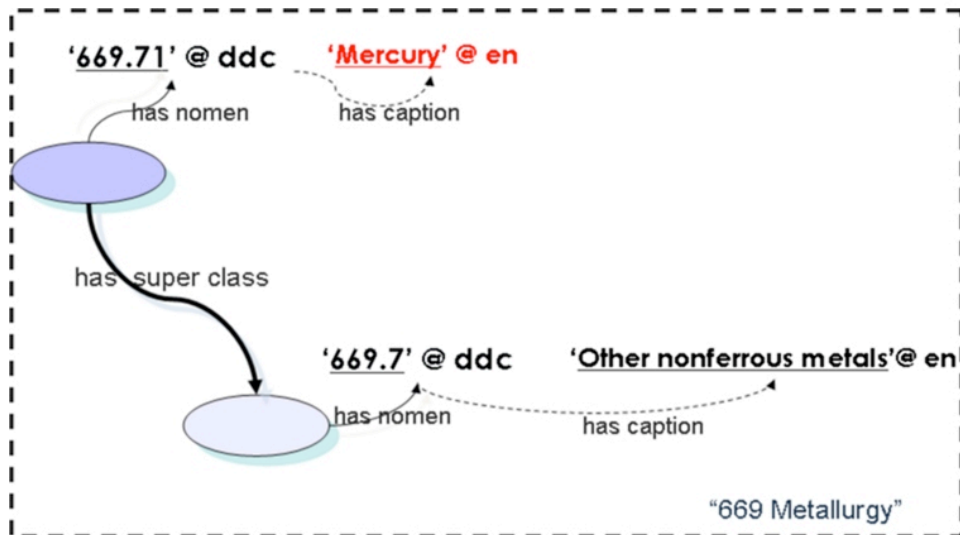 ‘669.71’ @ ddc ‘Mercury’ @ en
has nomen has caption
has super class
‘669.7’ @ ddc ‘Other nonferrous metals’@ en
has nomen
has caption
“669 Metallurgy”